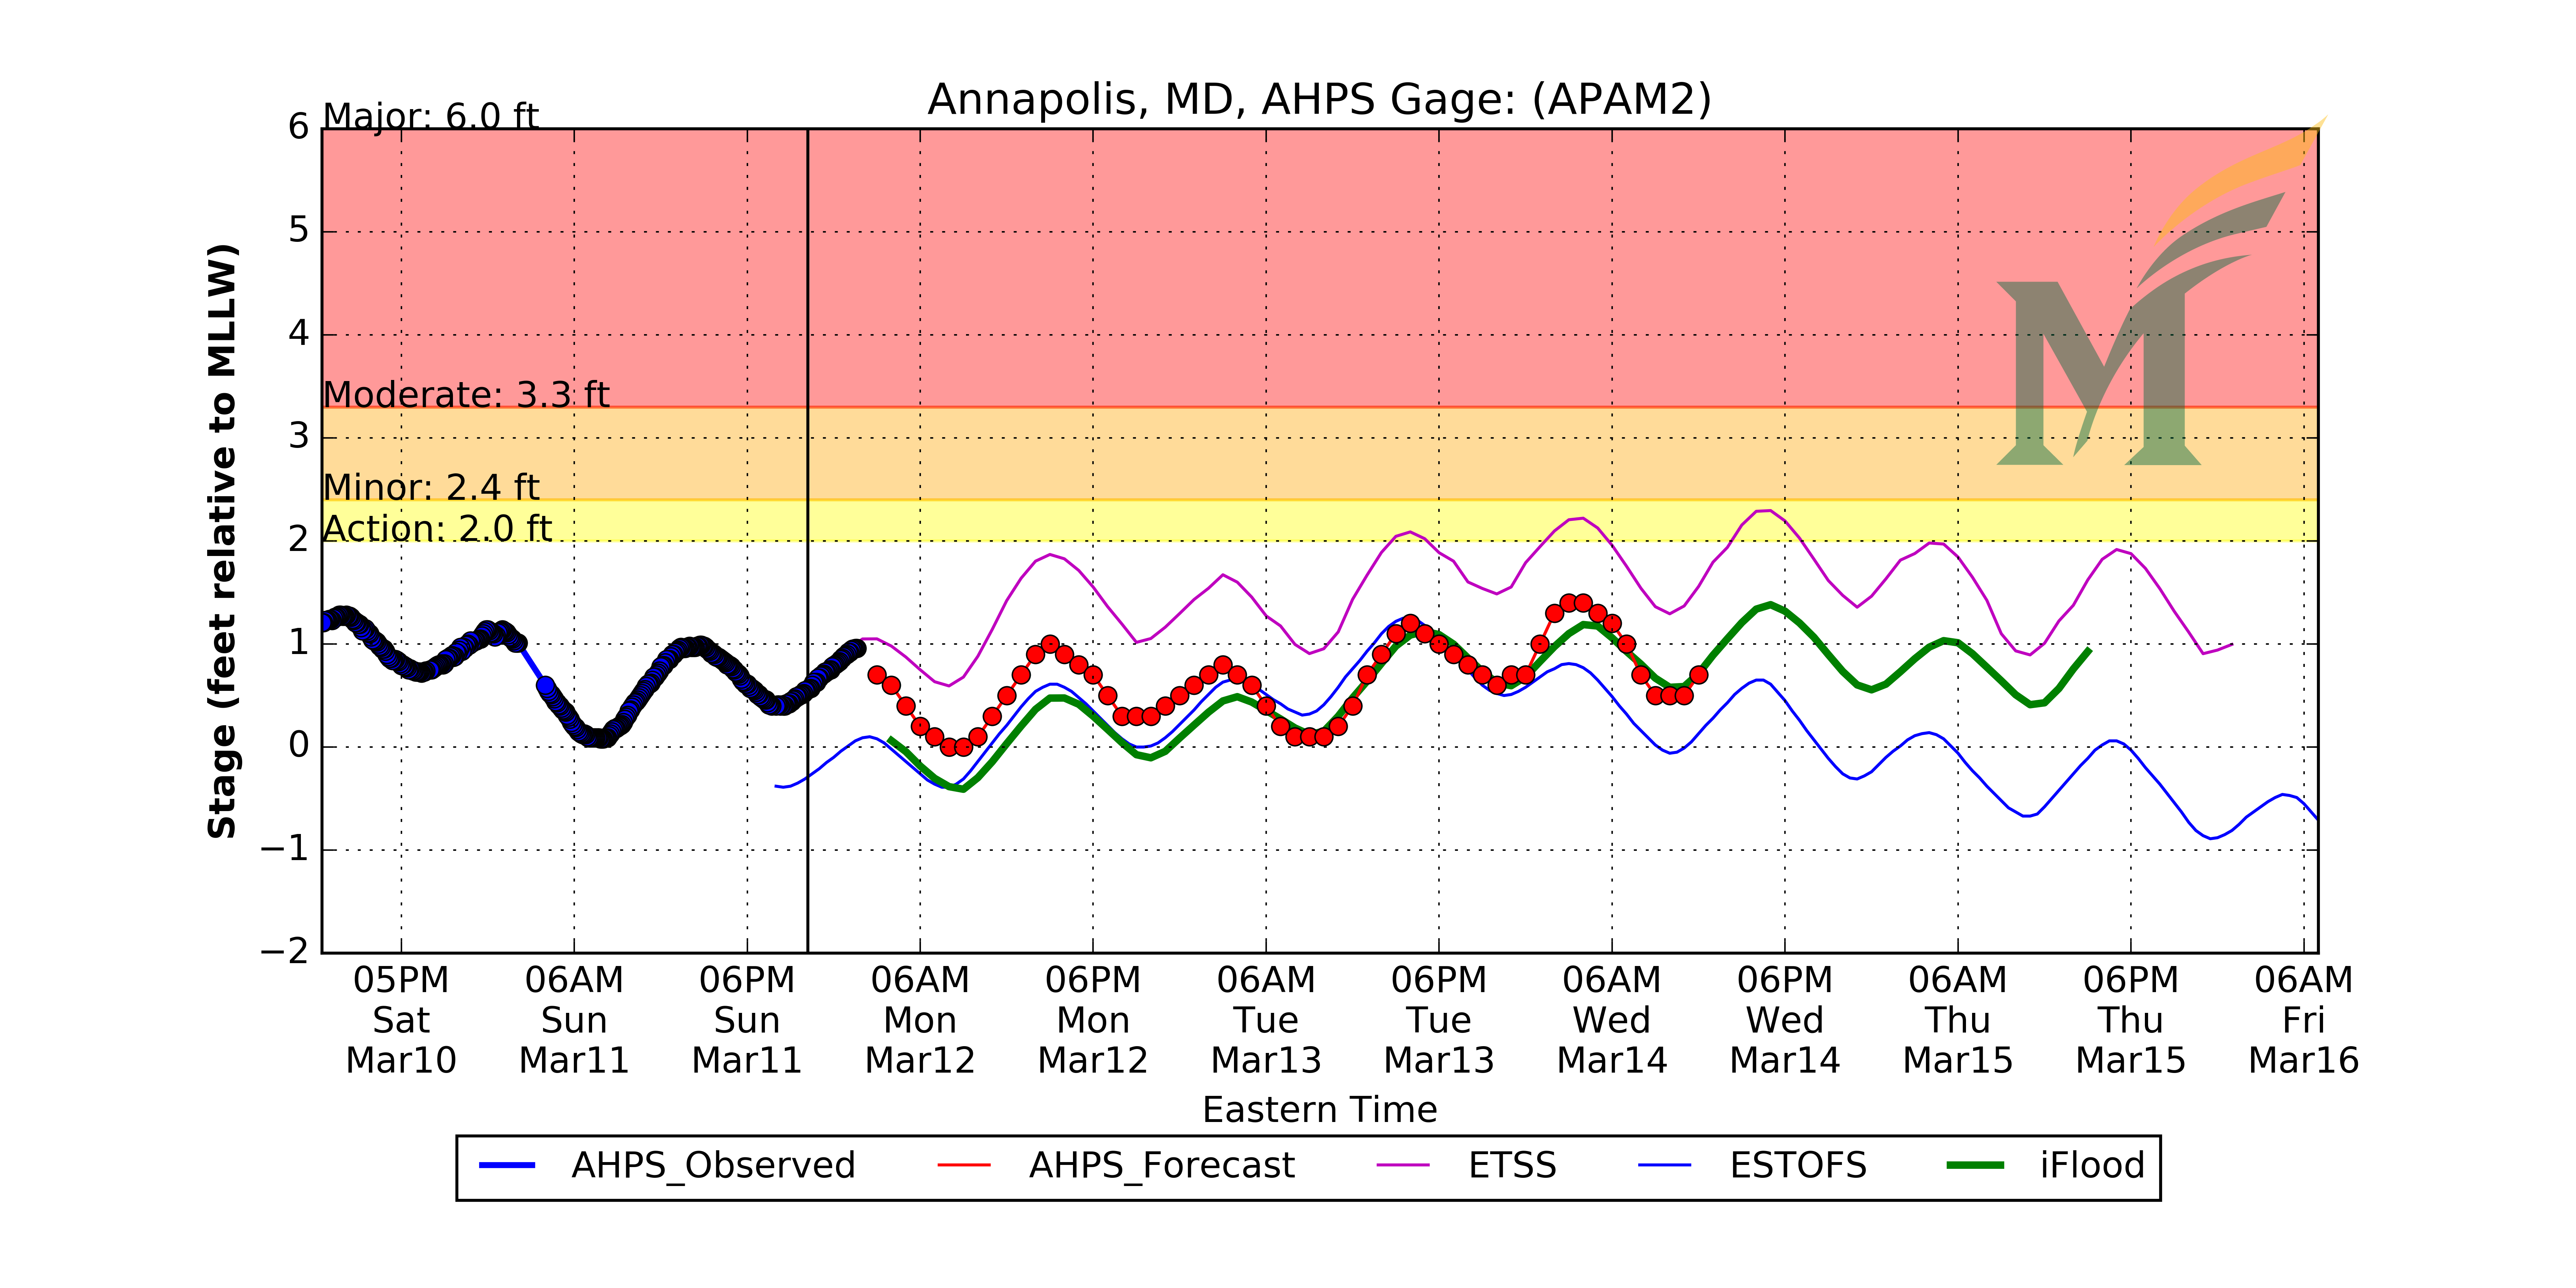 Annapolis, MD, AHPS Gage: (APAM2)
Major: 6.0 ft
Moderate: 3.3 ft
Minor: 2.4 ft
Action: 2.0 ft
Stage (feet relative to MLLW)
6
5
4
3
2
1
0
−1
−2
05PM 06AM 06PM 06AM 06PM 06AM 06PM 06AM 06PM 06AM 06PM 06AM
Sat Sun Sun Mon Mon Tue Tue Wed Wed Thu Thu Fri
Mar10 Mar11 Mar11 Mar12 Mar12 Mar13 Mar13 Mar14 Mar14 Mar15 Mar15 Mar16
Eastern Time
AHPS_Observed AHPS_Forecast ETSS ESTOFS iFlood
M